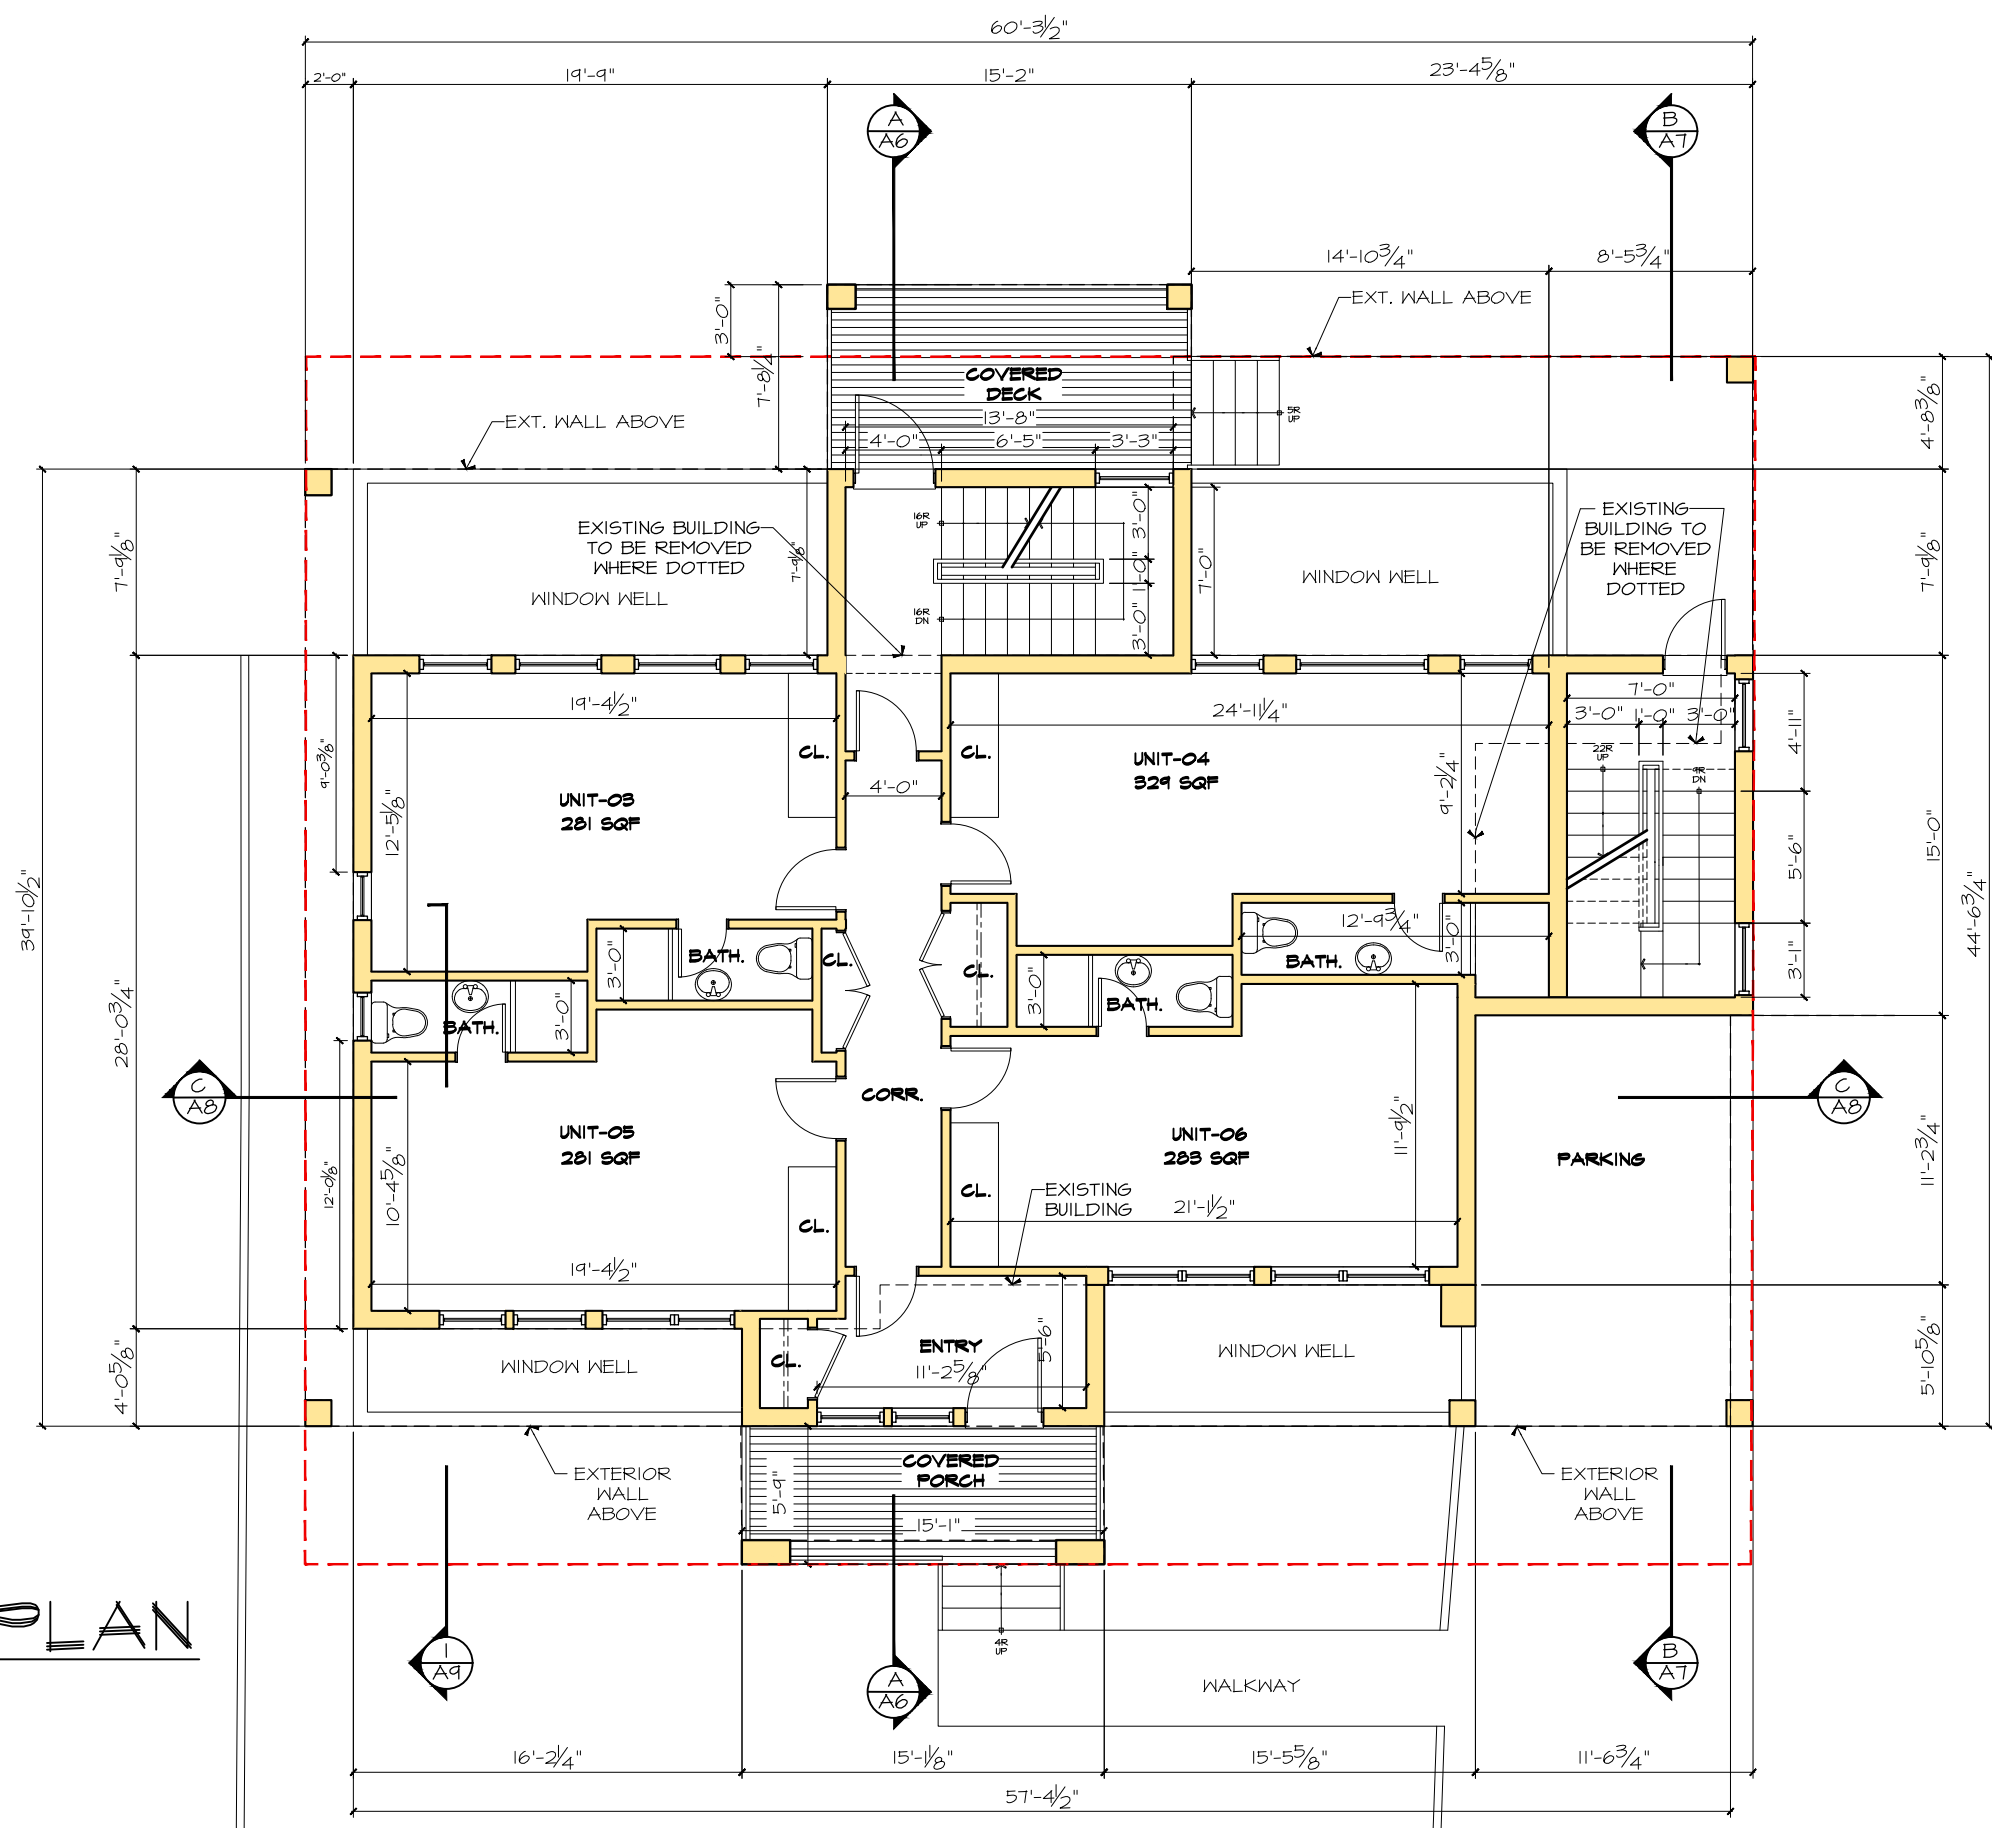 60'-3½"
2'-0"
19'-9"
15'-2"
23'-4⅝"
A
A6
B
A7
14'-10¾"
8'-5¾"
3'-0"
7'-8¼"
EXT. WALL ABOVE
COVERED
DECK
13'-8"
4'-0"
6'-5"
3'-3"
5R
UP
4'-8⅜"
EXT. WALL ABOVE
EXISTING BUILDING
TO BE REMOVED
WHERE DOTTED
WINDOW WELL
7'-9⅛"
7'-9⅛"
16R
UP
16R
DN
3'-0"
1'-0"
3'-0"
7'-0"
WINDOW WELL
EXISTING
BUILDING TO
BE REMOVED
WHERE
DOTTED
7'-9⅛"
39'-10½"
28'-0¾"
9'-0⅜"
19'-4½"
12'-5⅛"
CL.
UNIT-03
281 SQF
4'-0"
CL.
24'-11¼"
UNIT-04
329 SQF
9'-2¼"
7'-0"
3'-0"
1'-0"
3'-0"
22R
UP
9R
DN
4'-11"
5'-6"
3'-1"
15'-0"
44'-6¾"
BATH.
3'-0"
CL.
CL.
BATH.
3'-0"
3'-0"
BATH.
12'-9¾"
BATH.
3'-0"
C
A8
12'-0⅛"
10'-4⅝"
UNIT-05
281 SQF
19'-4½"
CL.
CORR.
CL.
UNIT-06
283 SQF
11'-9½"
21'-1½"
EXISTING
BUILDING
PARKING
C
A8
11'-2¾"
4'-0⅝"
WINDOW WELL
CL.
ENTRY
11'-2⅝"
5'-6"
WINDOW WELL
5'-10⅝"
EXTERIOR
WALL
ABOVE
5'-9"
COVERED
PORCH
15'-1"
EXTERIOR
WALL
ABOVE
PLAN
1
A9
A
A6
4R
UP
WALKWAY
B
A7
16'-2¼"
15'-1⅛"
15'-5⅝"
11'-6¾"
57'-4½"